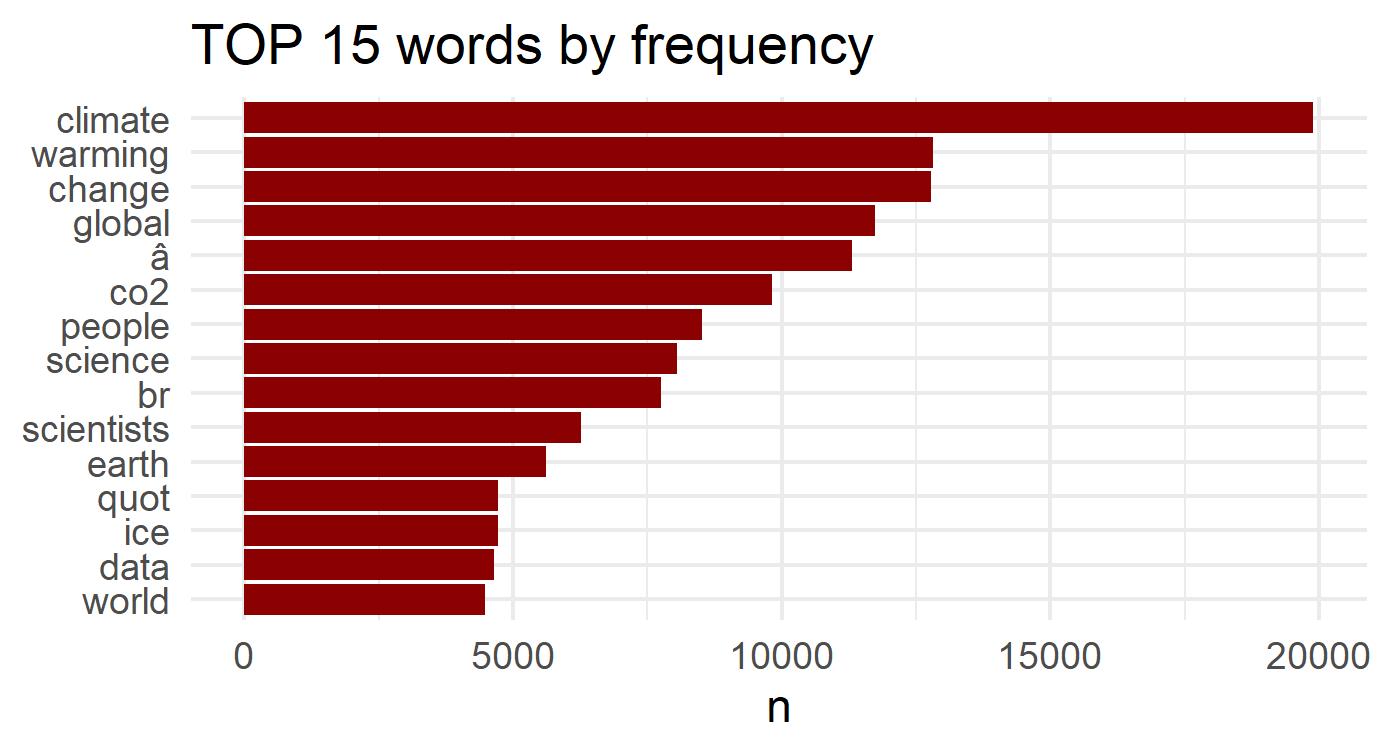 TOP 15 words by frequency
climate
warming
change
global
â
co2
people
science
br
scientists
earth
quot
ice
data
world
0 5000 10000 15000 20000
n